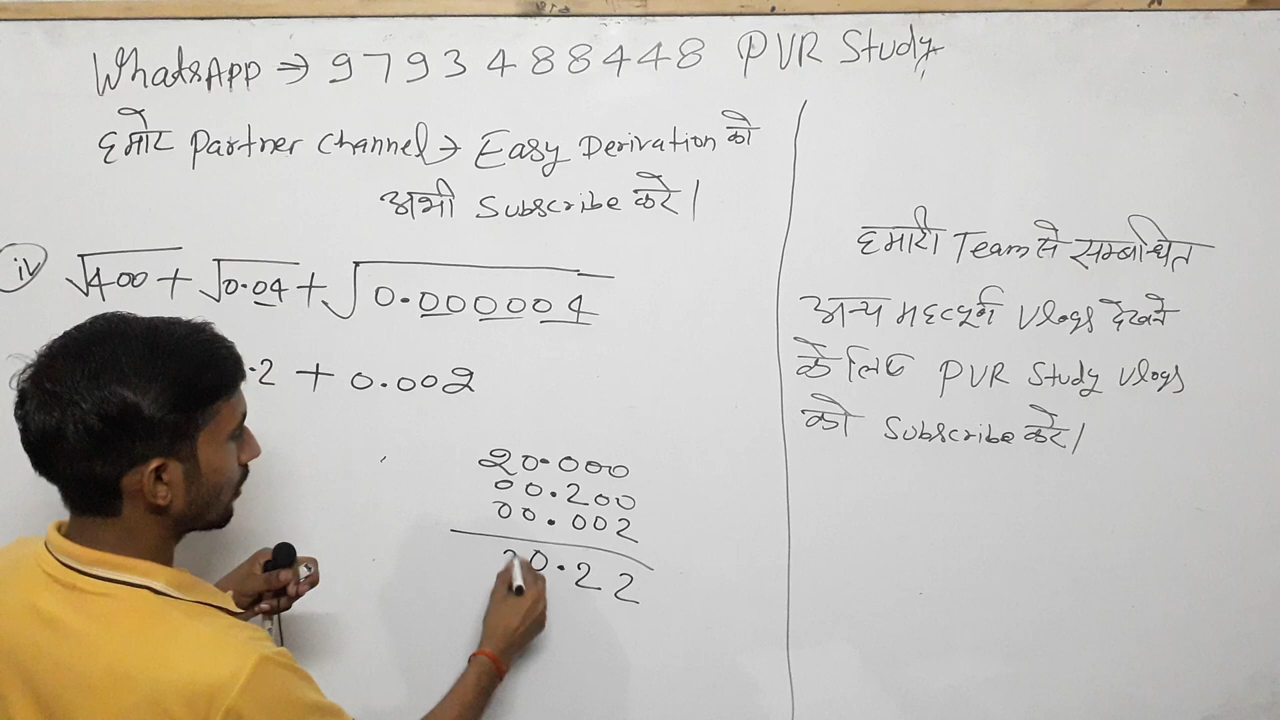 WhatsApp → 9793488448 PVR Study
हमारे Partner Channel → Easy Derivation को
अभी Subscribe करे।
iv √400 + √0.04 + √0.000004
.2 + 0.002
20.000
00.200
00.002
20.22
हमारी Team से सम्बन्धित
अन्य महत्वपूर्ण Vlogs देखने
के लिए PVR Study Vlogs
को Subscribe करे।